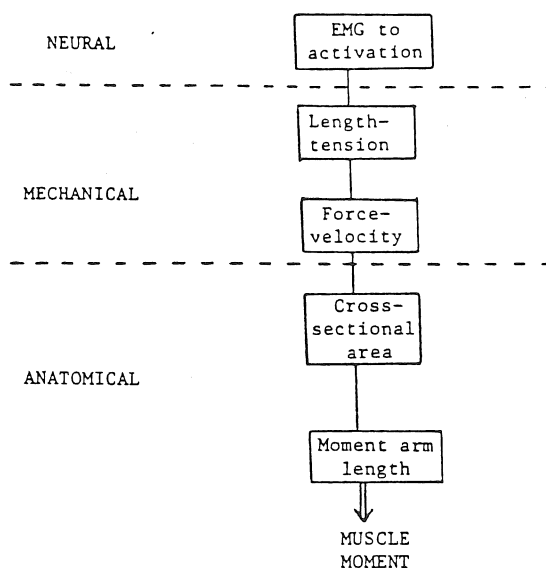 NEURAL
EMG to
activation
Length-
tension
MECHANICAL
Force-
velocity
Cross-
sectional
area
ANATOMICAL
Moment arm
length
MUSCLE
MOMENT